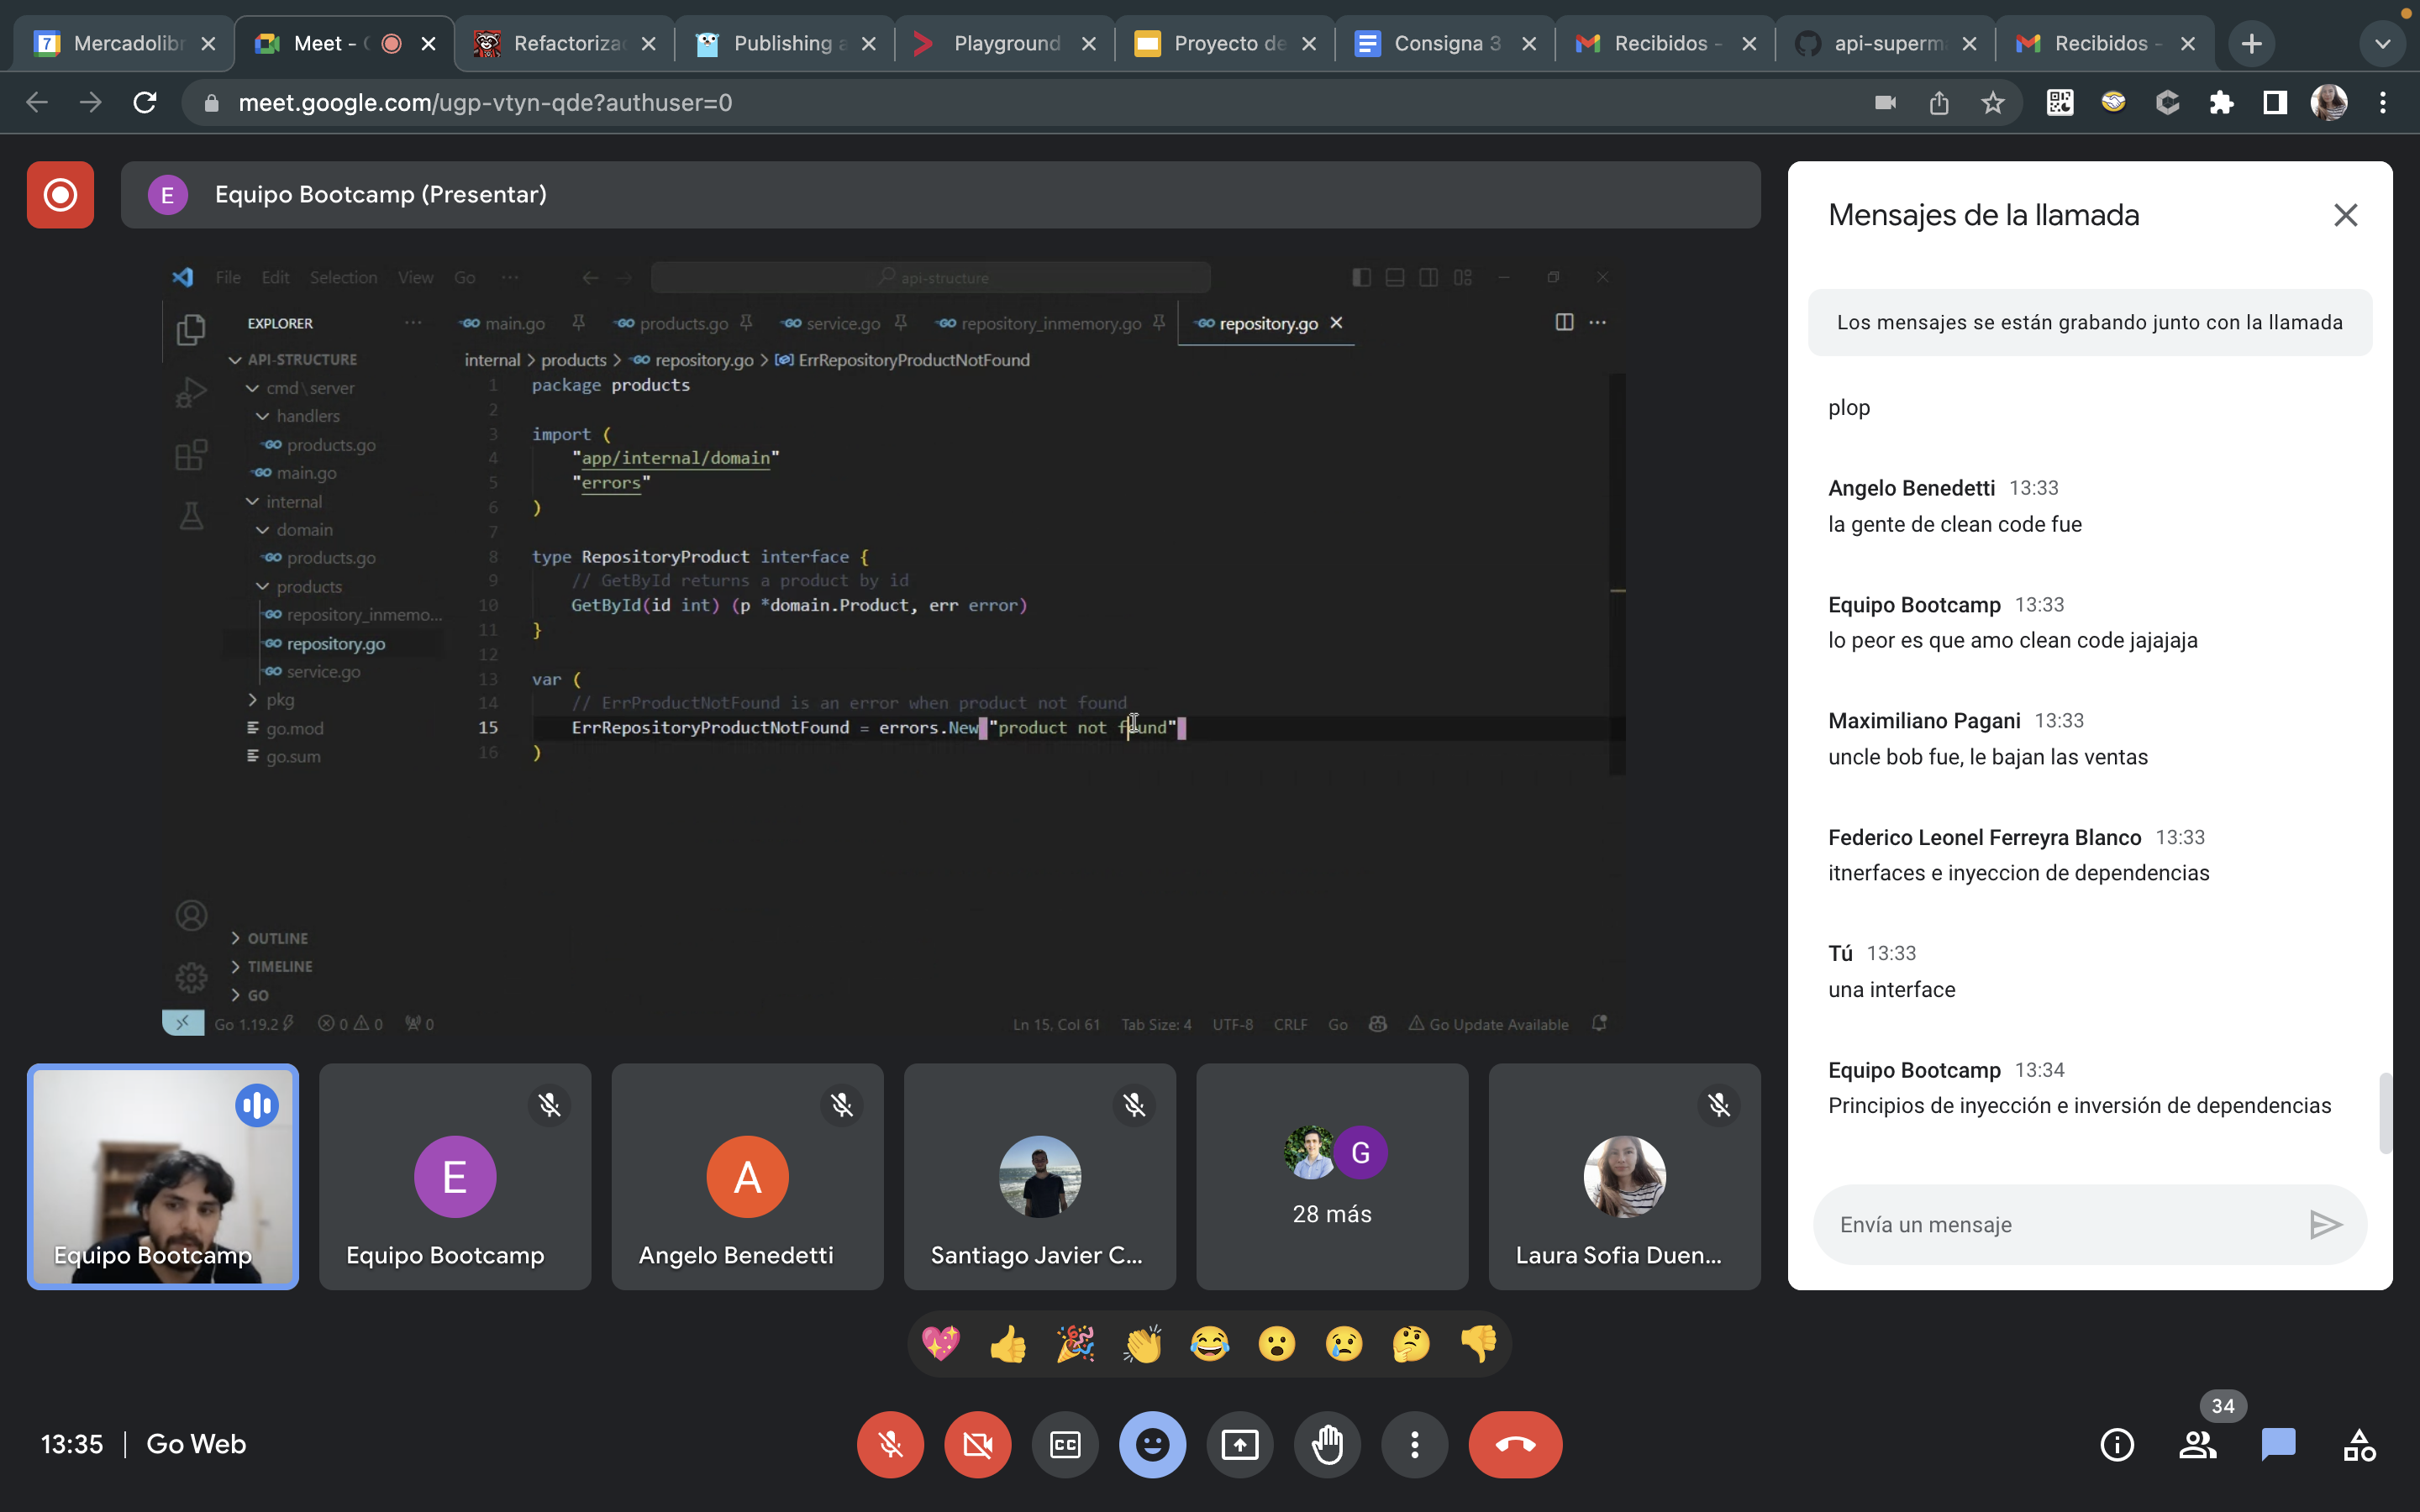 Mercadolibr
Meet - (
Refactoriza
Publishing a
Playground
Proyecto de
Consigna 3
Recibidos -
api-superm
Recibidos -
meet.google.com/ugp-vtyn-qde?authuser=0
E
Equipo Bootcamp (Presentar)
File Edit Selection View Go ···
api-structure
EXPLORER ···
main.go
products.go
service.go
repository_inmemory.go
repository.go
internal > products > repository.go > ErrRepositoryProductNotFound
API-STRUCTURE
cmd\server
handlers
products.go
main.go
internal
domain
products.go
products
repository_inmemo...
repository.go
service.go
pkg
go.mod
go.sum
OUTLINE
TIMELINE
GO
1 package products
2
3 import (
4 "app/internal/domain"
5 "errors"
6 )
7
8 type RepositoryProduct interface {
9 // GetById returns a product by id
10 GetById(id int) (p *domain.Product, err error)
11 }
12
13 var (
14 // ErrProductNotFound is an error when product not found
15 ErrRepositoryProductNotFound = errors.New("product not found")
16 )
Go 1.19.2 0 0 0
Ln 15, Col 61 Tab Size: 4 UTF-8 CRLF Go Go Update Available
Equipo Bootcamp
E
Equipo Bootcamp
A
Angelo Benedetti
Santiago Javier C...
G
28 más
Laura Sofia Duen...
Mensajes de la llamada
Los mensajes se están grabando junto con la llamada
plop
Angelo Benedetti 13:33
la gente de clean code fue
Equipo Bootcamp 13:33
lo peor es que amo clean code jajajaja
Maximiliano Pagani 13:33
uncle bob fue, le bajan las ventas
Federico Leonel Ferreyra Blanco 13:33
itnerfaces e inyeccion de dependencias
Tú 13:33
una interface
Equipo Bootcamp 13:34
Principios de inyección e inversión de dependencias
Envía un mensaje
13:35 | Go Web
CC
34